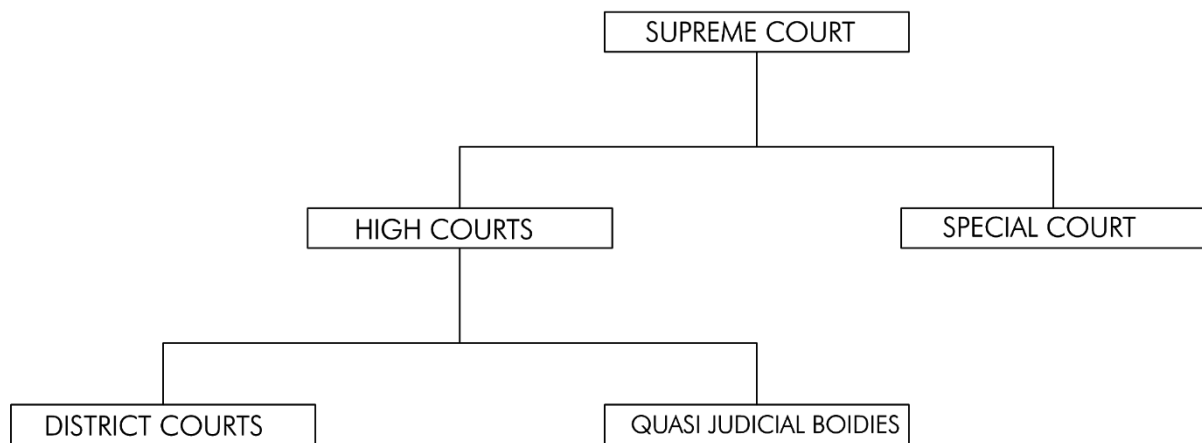 SUPREME COURT
HIGH COURTS
SPECIAL COURT
DISTRICT COURTS
QUASI JUDICIAL BOIDIES